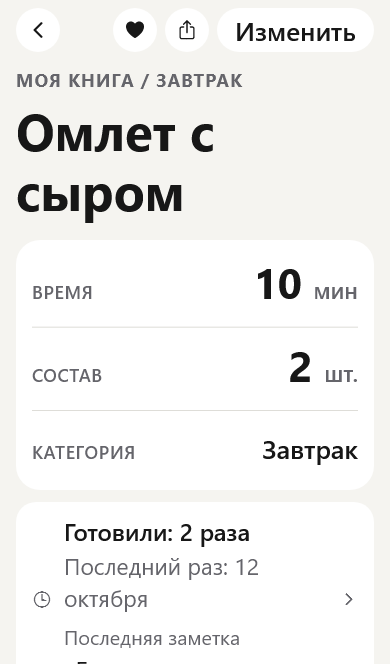 Изменить
МОЯ КНИГА / ЗАВТРАК
Омлет с
сыром
ВРЕМЯ 10 мин
СОСТАВ 2 шт.
КАТЕГОРИЯ Завтрак
Готовили: 2 раза
Последний раз: 12
октября
Последняя заметка